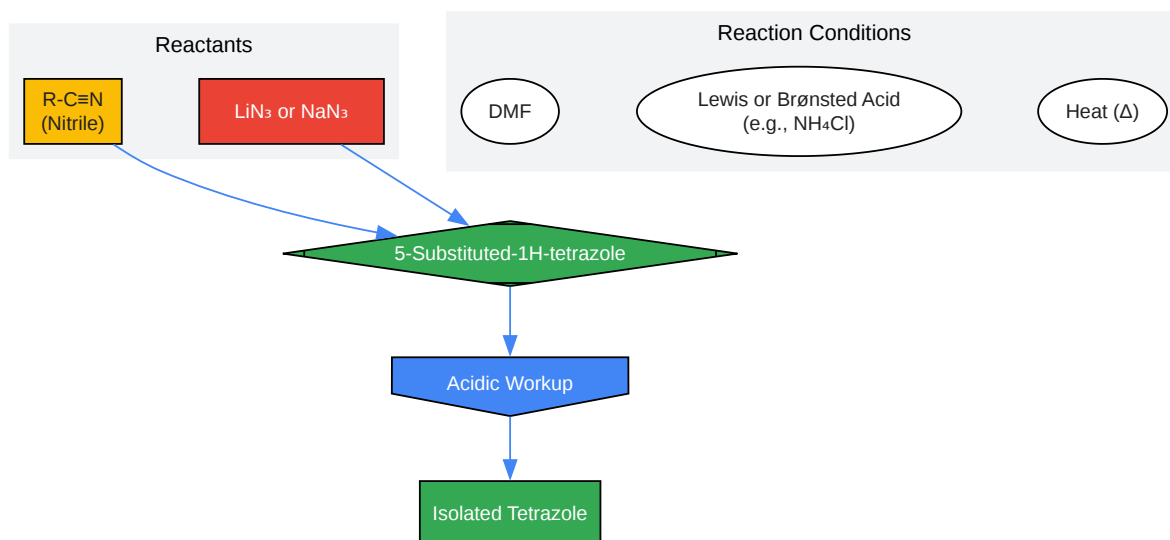 Reactants
R-C≡N
(Nitrile)
LiN₃ or NaN₃
Reaction Conditions
DMF
Lewis or Brønsted Acid
(e.g., NH₄Cl)
Heat (Δ)
5-Substituted-1H-tetrazole
Acidic Workup
Isolated Tetrazole